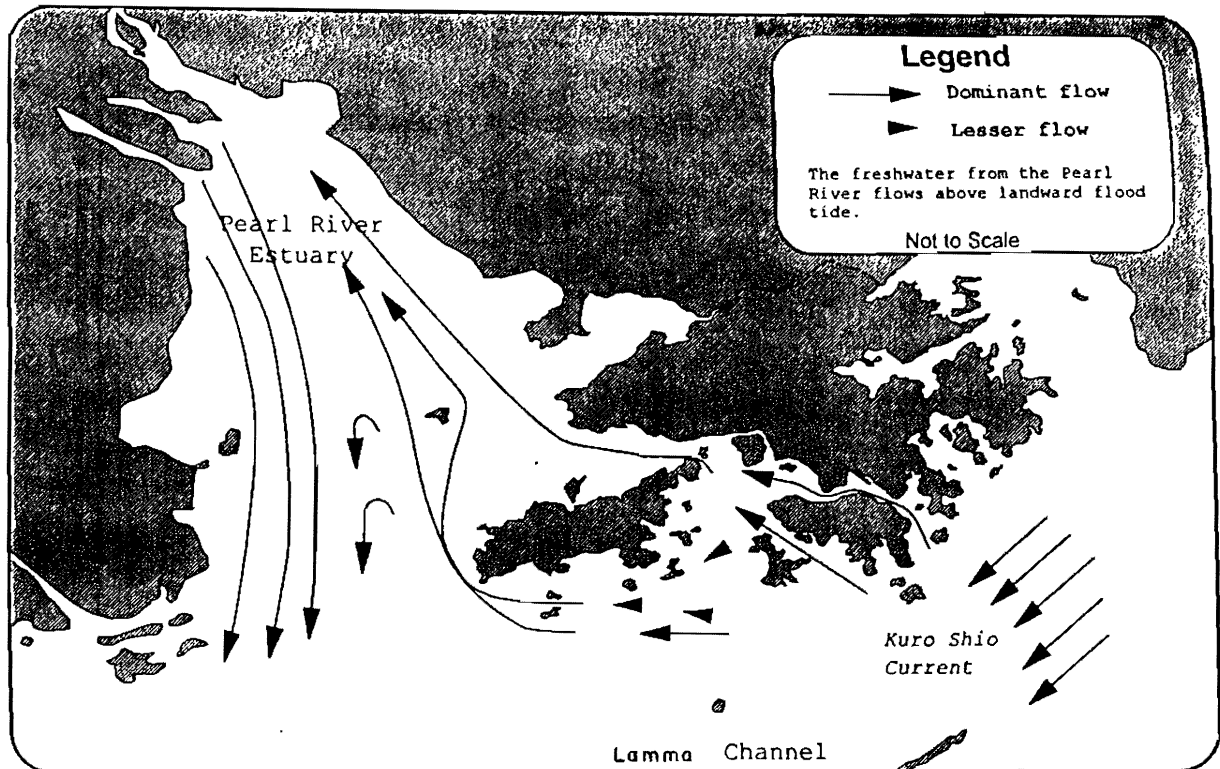 Legend
Dominant flow
Lesser flow
The freshwater from the Pearl
River flows above landward flood
tide.
Not to Scale
Pearl River
Estuary
Kuro Shio
Current
Lamma Channel